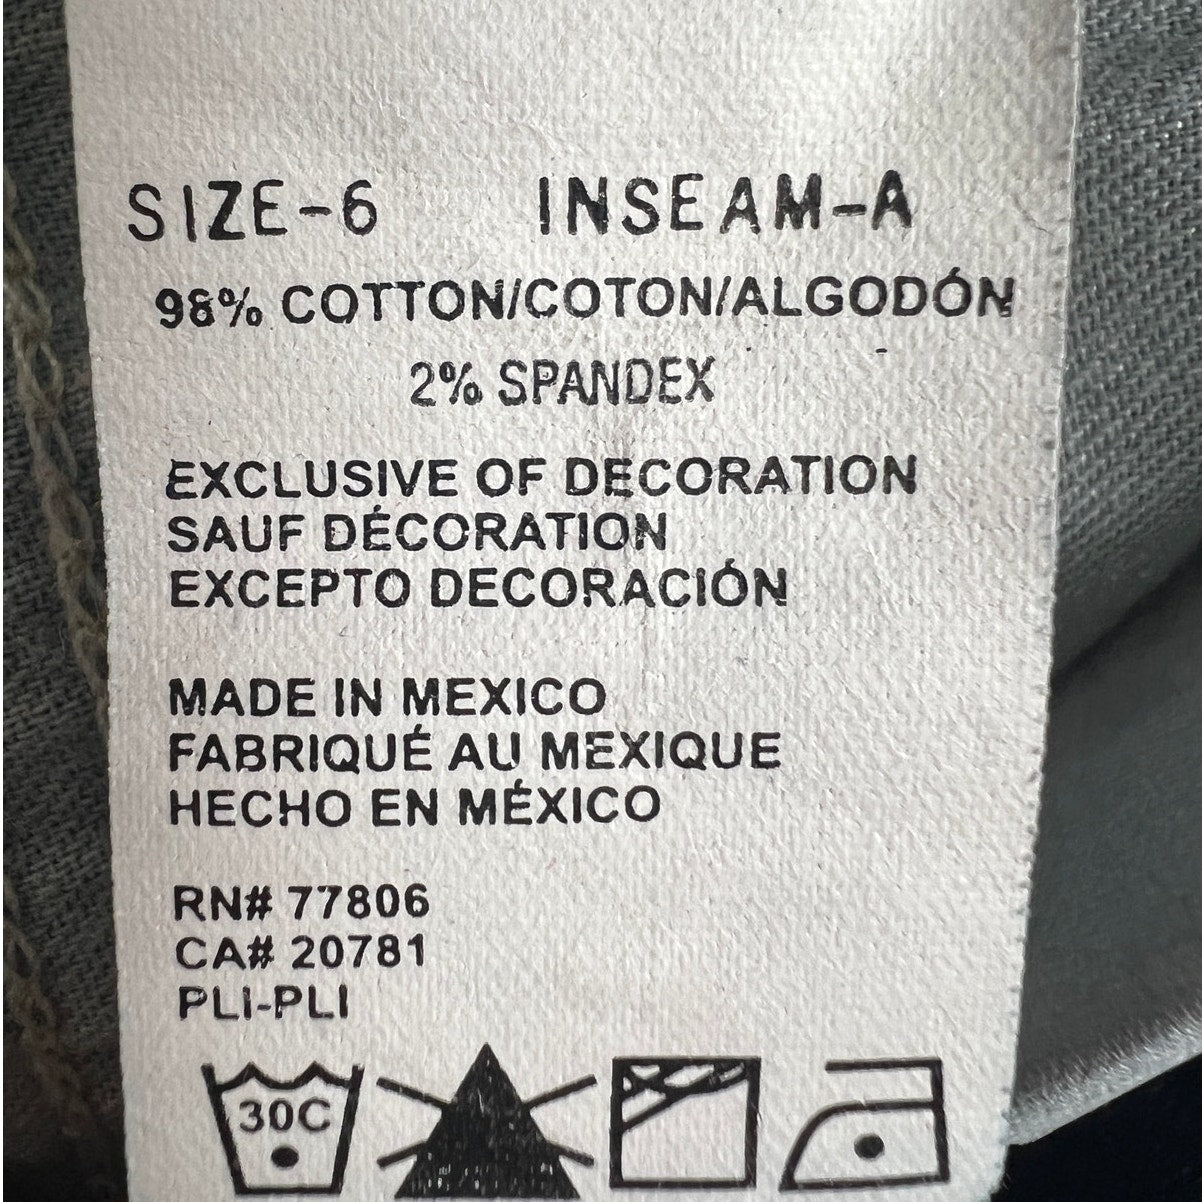 SIZE-6 INSEAM-A
98% COTTON/COTON/ALGODÓN
2% SPANDEX
EXCLUSIVE OF DECORATION
SAUF DÉCORATION
EXCEPTO DECORACIÓN
MADE IN MEXICO
FABRIQUÉ AU MEXIQUE
HECHO EN MÉXICO
RN# 77806
CA# 20781
PLI-PLI
30C